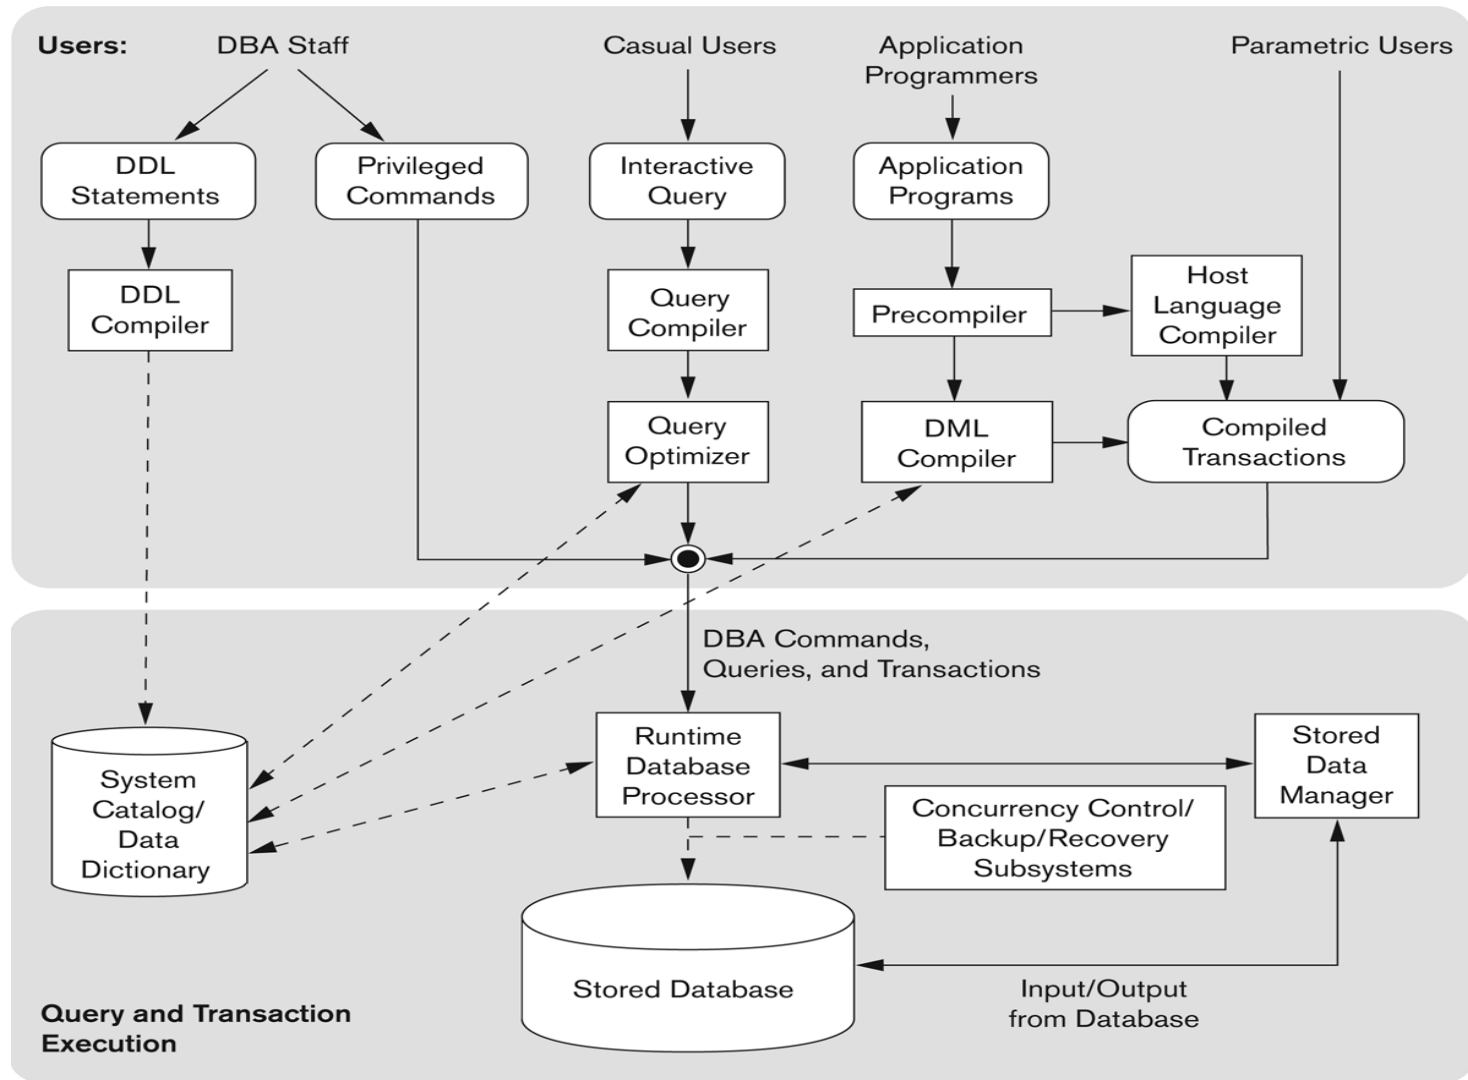 Users:
DBA Staff
Casual Users
Application
Programmers
Parametric Users
DDL
Statements
Privileged
Commands
Interactive
Query
Application
Programs
DDL
Compiler
Query
Compiler
Precompiler
Host
Language
Compiler
Query
Optimizer
DML
Compiler
Compiled
Transactions
DBA Commands,
Queries, and Transactions
System
Catalog/
Data
Dictionary
Runtime
Database
Processor
Stored
Data
Manager
Concurrency Control/
Backup/Recovery
Subsystems
Stored Database
Input/Output
from Database
Query and Transaction
Execution